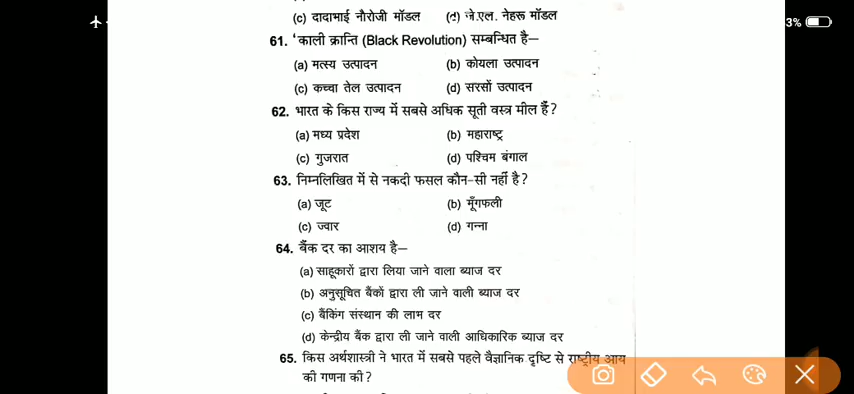 (c) दादाभाई नौरोजी मॉडल (d) जे.एल. नेहरू मॉडल
3%
61. 'काली क्रान्ति (Black Revolution) सम्बन्धित है—
(a) मत्स्य उत्पादन (b) कोयला उत्पादन
(c) कच्चा तेल उत्पादन (d) सरसों उत्पादन
62. भारत के किस राज्य में सबसे अधिक सूती वस्त्र मील हैं?
(a) मध्य प्रदेश (b) महाराष्ट्र
(c) गुजरात (d) पश्चिम बंगाल
63. निम्नलिखित में से नकदी फसल कौन-सी नहीं है?
(a) जूट (b) मूँगफली
(c) ज्वार (d) गन्ना
64. बैंक दर का आशय है—
(a) साहूकारों द्वारा लिया जाने वाला ब्याज दर
(b) अनुसूचित बैंकों द्वारा ली जाने वाली ब्याज दर
(c) बैंकिंग संस्थान की लाभ दर
(d) केन्द्रीय बैंक द्वारा ली जाने वाली आधिकारिक ब्याज दर
65. किस अर्थशास्त्री ने भारत में सबसे पहले वैज्ञानिक दृष्टि से राष्ट्रीय आय
की गणना की?